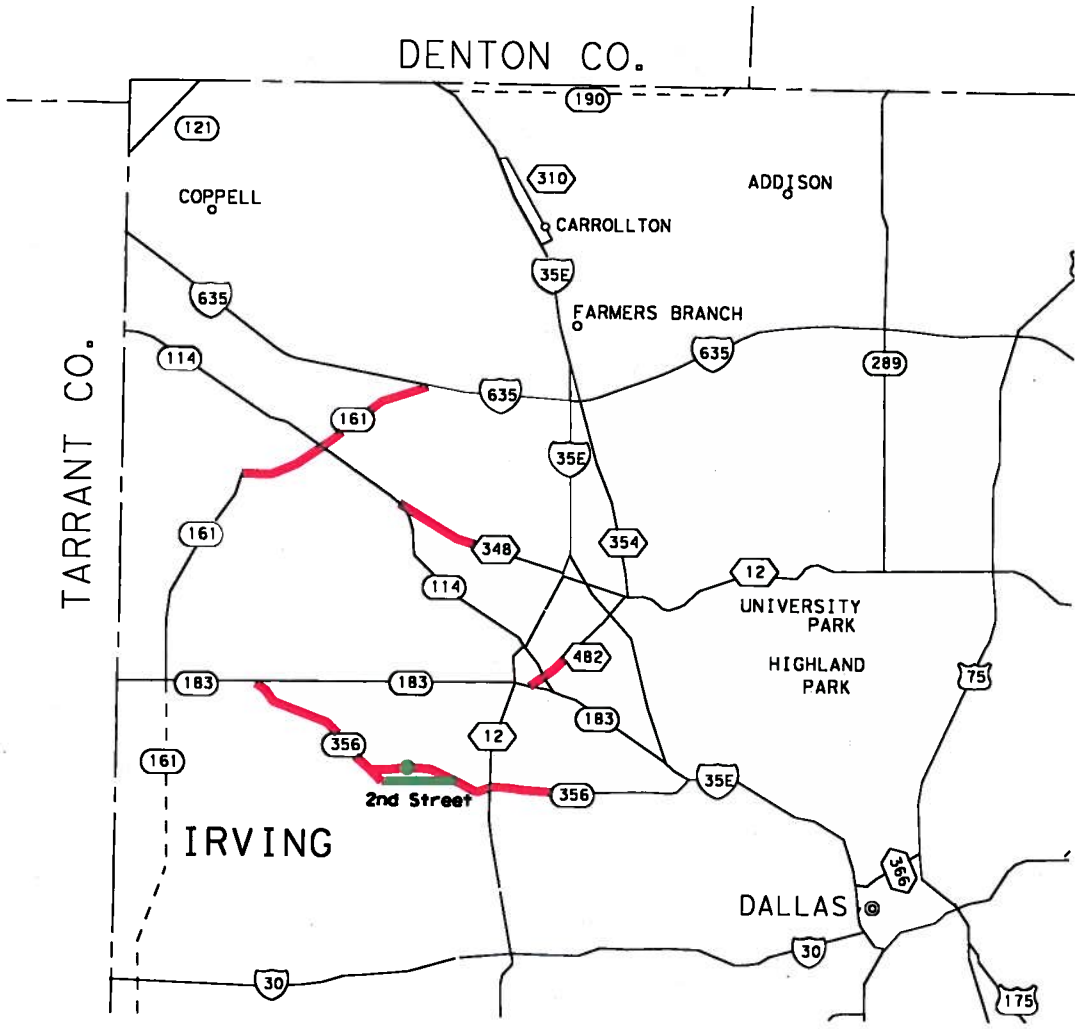 DENTON CO.
190
121
310
ADDISON
COPPELL
CARROLLTON
35E
635
FARMERS BRANCH
114
635
289
TARRANT CO.
635
161
35E
161
348
354
12
114
UNIVERSITY
PARK
482
HIGHLAND
PARK
75
183
183
183
12
356
161
35E
356
2nd Street
IRVING
366
DALLAS
30
30
175